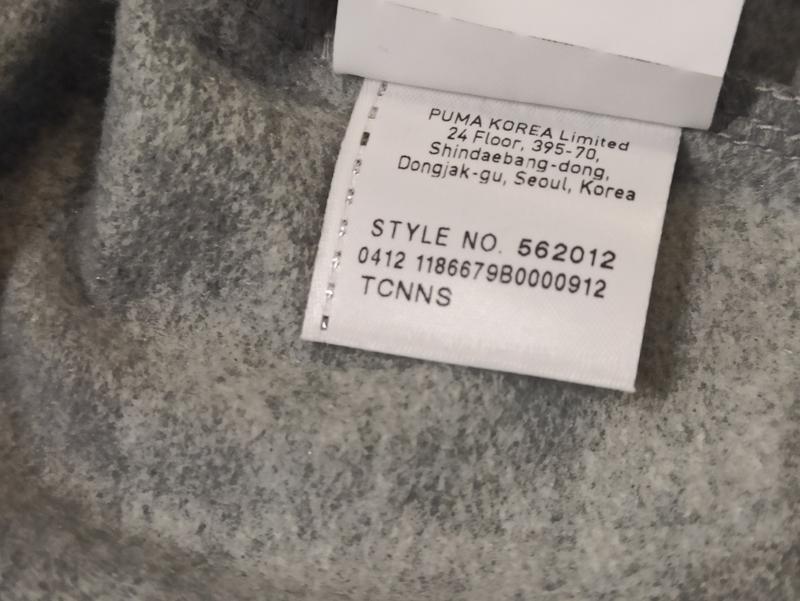 PUMA KOREA Limited
24 Floor, 395-70,
Shindaebang-dong,
Dongjak-gu, Seoul, Korea
STYLE NO. 562012
0412 1186679B0000912
TCNNS